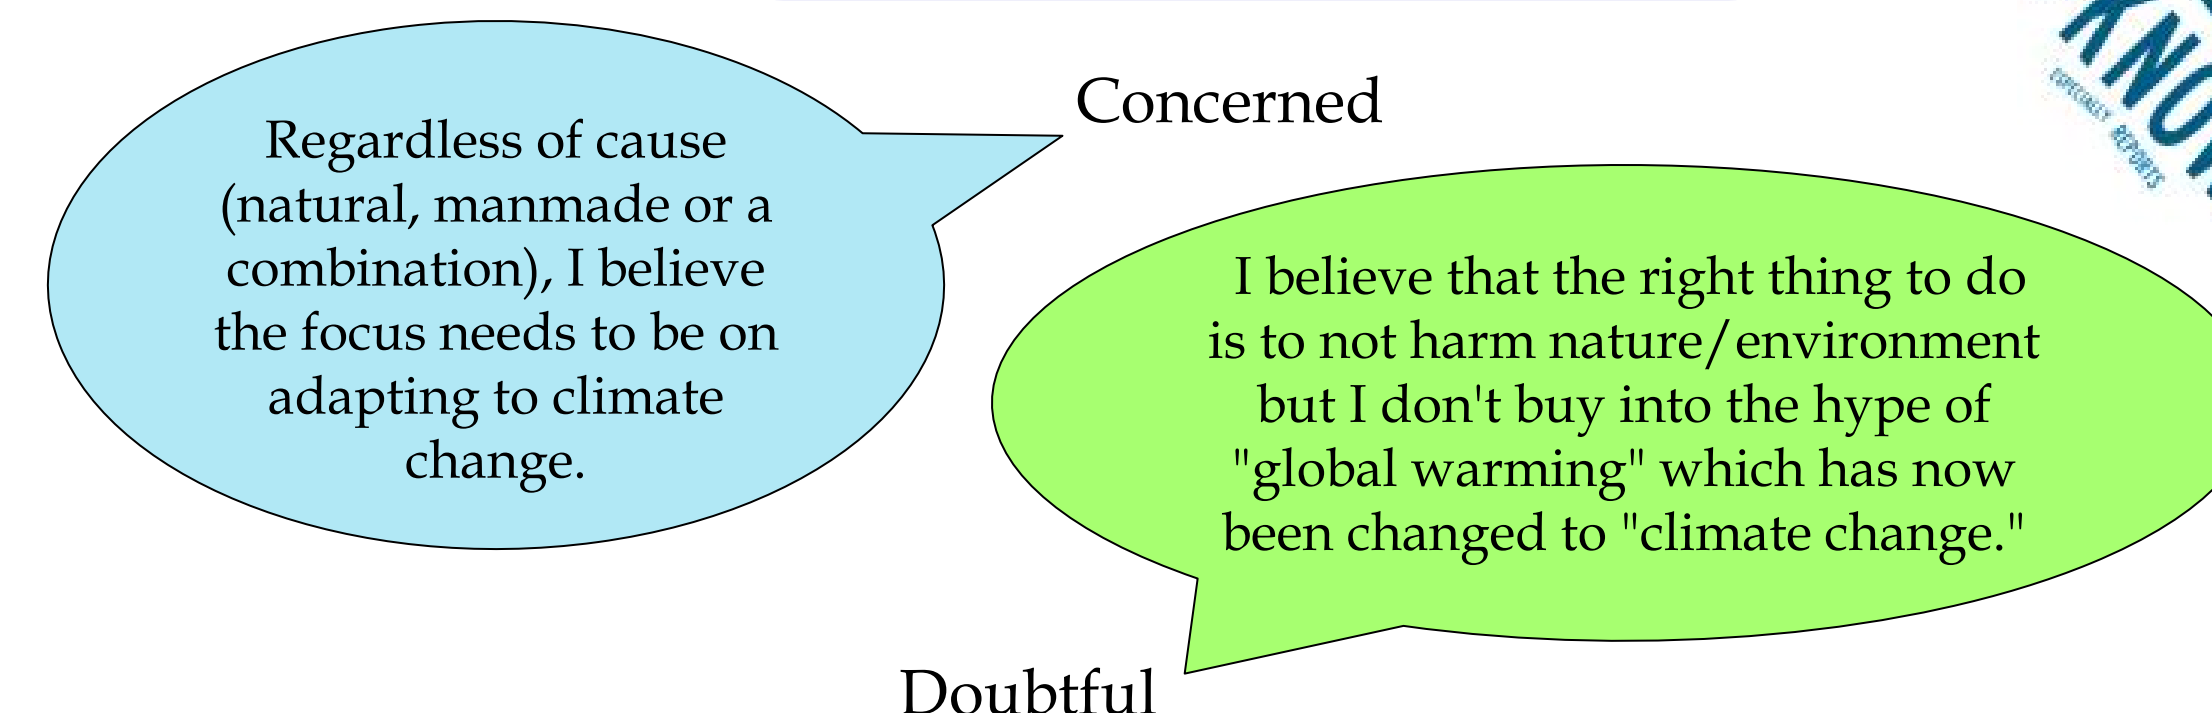 Concerned
Regardless of cause
(natural, manmade or a
combination), I believe
the focus needs to be on
adapting to climate
change.
I believe that the right thing to do
is to not harm nature/environment
but I don't buy into the hype of
"global warming" which has now
been changed to "climate change."
Doubtful
ESPECIALLY REPORTS